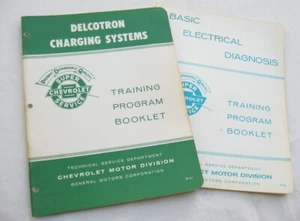 DELCOTRON
CHARGING SYSTEMS
SUPER
CHEVROLET
SERVICE
TRAINING
PROGRAM
BOOKLET
TECHNICAL SERVICE DEPARTMENT
CHEVROLET MOTOR DIVISION
GENERAL MOTORS CORPORATION
BASIC
ELECTRICAL
DIAGNOSIS
SUPER
CHEVROLET
SERVICE
TRAINING
PROGRAM
BOOKLET
SERVICE DEPARTMENT
MOTOR DIVISION
CORPORATION